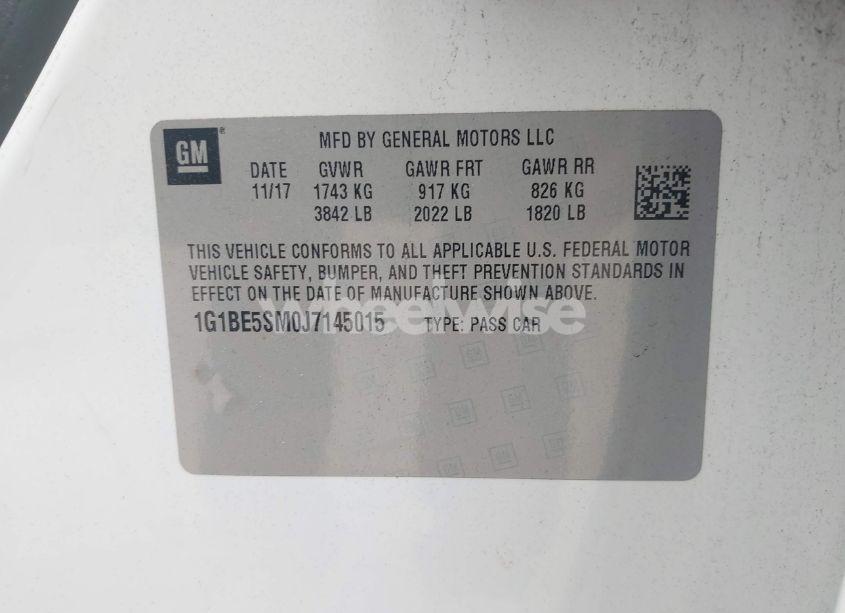 GM®
MFD BY GENERAL MOTORS LLC
DATE GVWR GAWR FRT GAWR RR
11/17 1743 KG 917 KG 826 KG
3842 LB 2022 LB 1820 LB
THIS VEHICLE CONFORMS TO ALL APPLICABLE U.S. FEDERAL MOTOR
VEHICLE SAFETY, BUMPER, AND THEFT PREVENTION STANDARDS IN
EFFECT ON THE DATE OF MANUFACTURE SHOWN ABOVE.
1G1BE5SM0J7145015 TYPE: PASS CAR
wheelwise